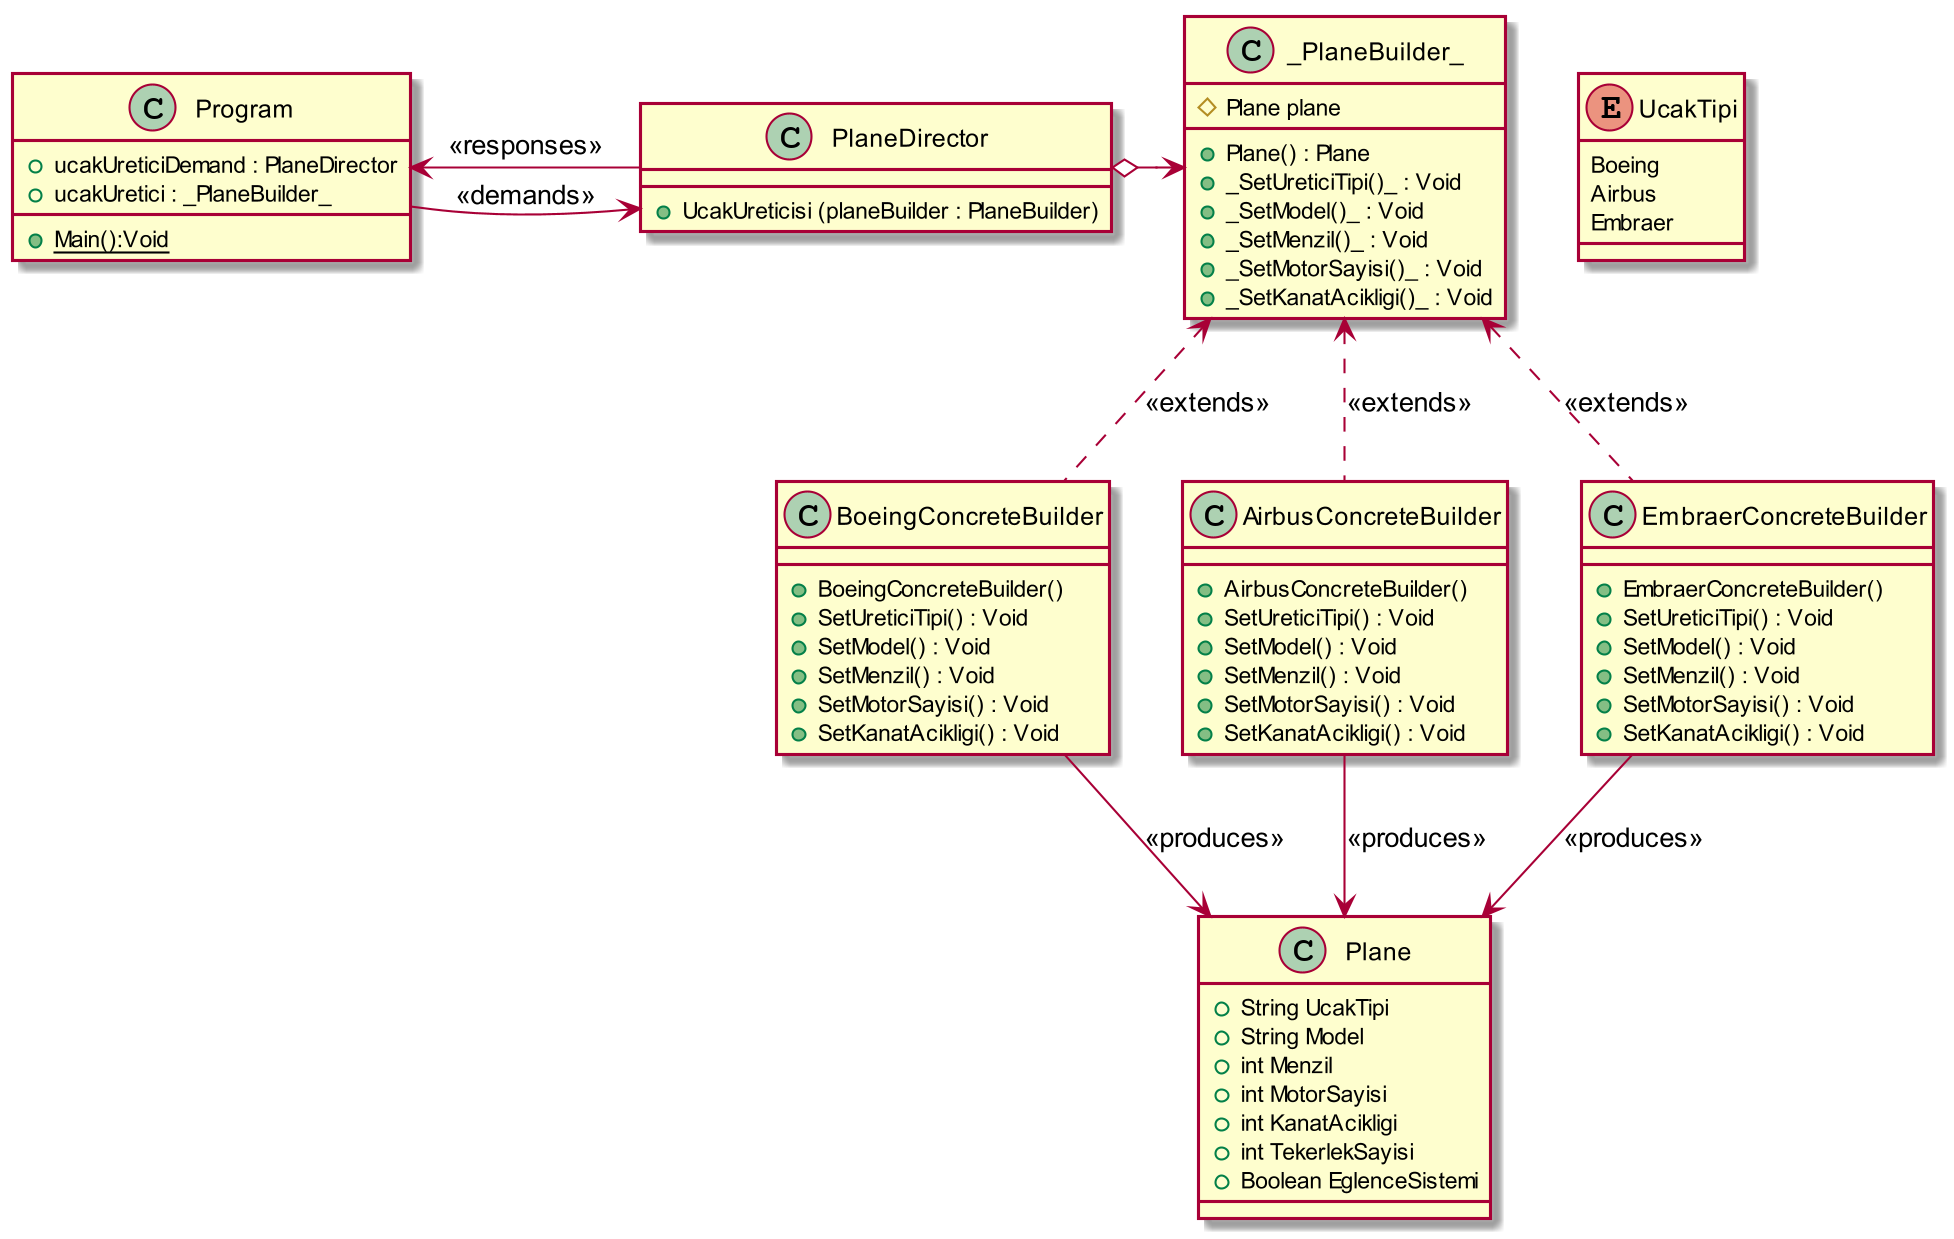 C Program
ucakUreticiDemand : PlaneDirector
ucakUretici : _PlaneBuilder_
Main():Void
«responses»
«demands»
C PlaneDirector
UcakUreticisi (planeBuilder : PlaneBuilder)
C _PlaneBuilder_
Plane plane
Plane() : Plane
_SetUreticiTipi()_ : Void
_SetModel()_ : Void
_SetMenzil()_ : Void
_SetMotorSayisi()_ : Void
_SetKanatAcikligi()_ : Void
E UcakTipi
Boeing
Airbus
Embraer
«extends»
«extends»
«extends»
C BoeingConcreteBuilder
BoeingConcreteBuilder()
SetUreticiTipi() : Void
SetModel() : Void
SetMenzil() : Void
SetMotorSayisi() : Void
SetKanatAcikligi() : Void
C AirbusConcreteBuilder
AirbusConcreteBuilder()
SetUreticiTipi() : Void
SetModel() : Void
SetMenzil() : Void
SetMotorSayisi() : Void
SetKanatAcikligi() : Void
C EmbraerConcreteBuilder
EmbraerConcreteBuilder()
SetUreticiTipi() : Void
SetModel() : Void
SetMenzil() : Void
SetMotorSayisi() : Void
SetKanatAcikligi() : Void
«produces»
«produces»
«produces»
C Plane
String UcakTipi
String Model
int Menzil
int MotorSayisi
int KanatAcikligi
int TekerlekSayisi
Boolean EglenceSistemi